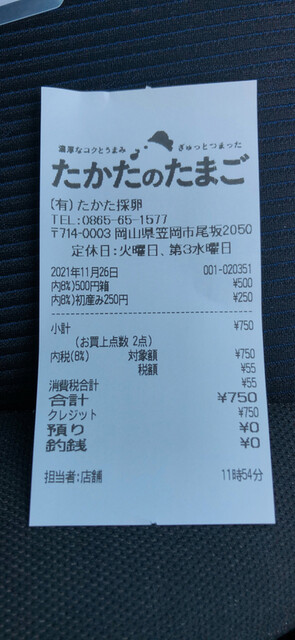 濃厚なコクとうまみ ぎゅっとつまった
たかたのたまご
(有)たかた採卵
TEL:0865-65-1577
〒714-0003 岡山県笠岡市尾坂2050
定休日:火曜日、第3水曜日
2021年11月26日 001-020351
内8%)500円箱 ¥500
内8%)初産み250円 ¥250
小計 ¥750
(お買上点数 2点)
内税(8%) 対象額 ¥750
税額 ¥55
消費税合計 ¥55
合計 ¥750
クレジット ¥750
預り ¥0
釣銭 ¥0
担当者:店舗 11時54分